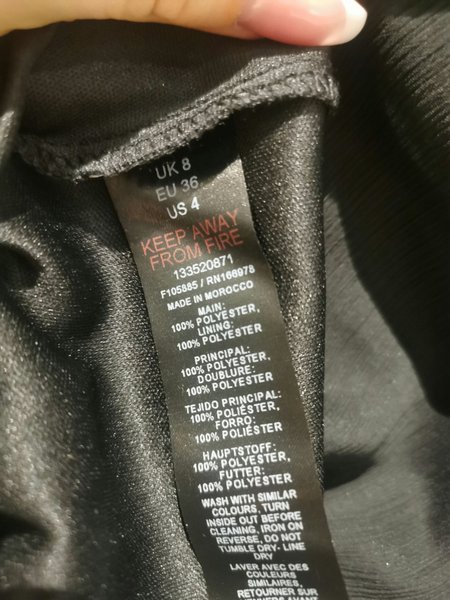 UK 8
EU 36
US 4
KEEP AWAY
FROM FIRE
133520871
F105885 / RN166978
MADE IN MOROCCO
MAIN:
100% POLYESTER,
LINING:
100% POLYESTER
PRINCIPAL:
100% POLYESTER,
DOUBLURE:
100% POLYESTER
TEJIDO PRINCIPAL:
100% POLIÉSTER,
FORRO:
100% POLIÉSTER
HAUPTSTOFF:
100% POLYESTER,
FUTTER:
100% POLYESTER
WASH WITH SIMILAR
COLOURS, TURN
INSIDE OUT BEFORE
CLEANING, IRON ON
REVERSE, DO NOT
TUMBLE DRY- LINE
DRY
LAVER AVEC DES
COULEURS
SIMILAIRES,
RETOURNER SUR